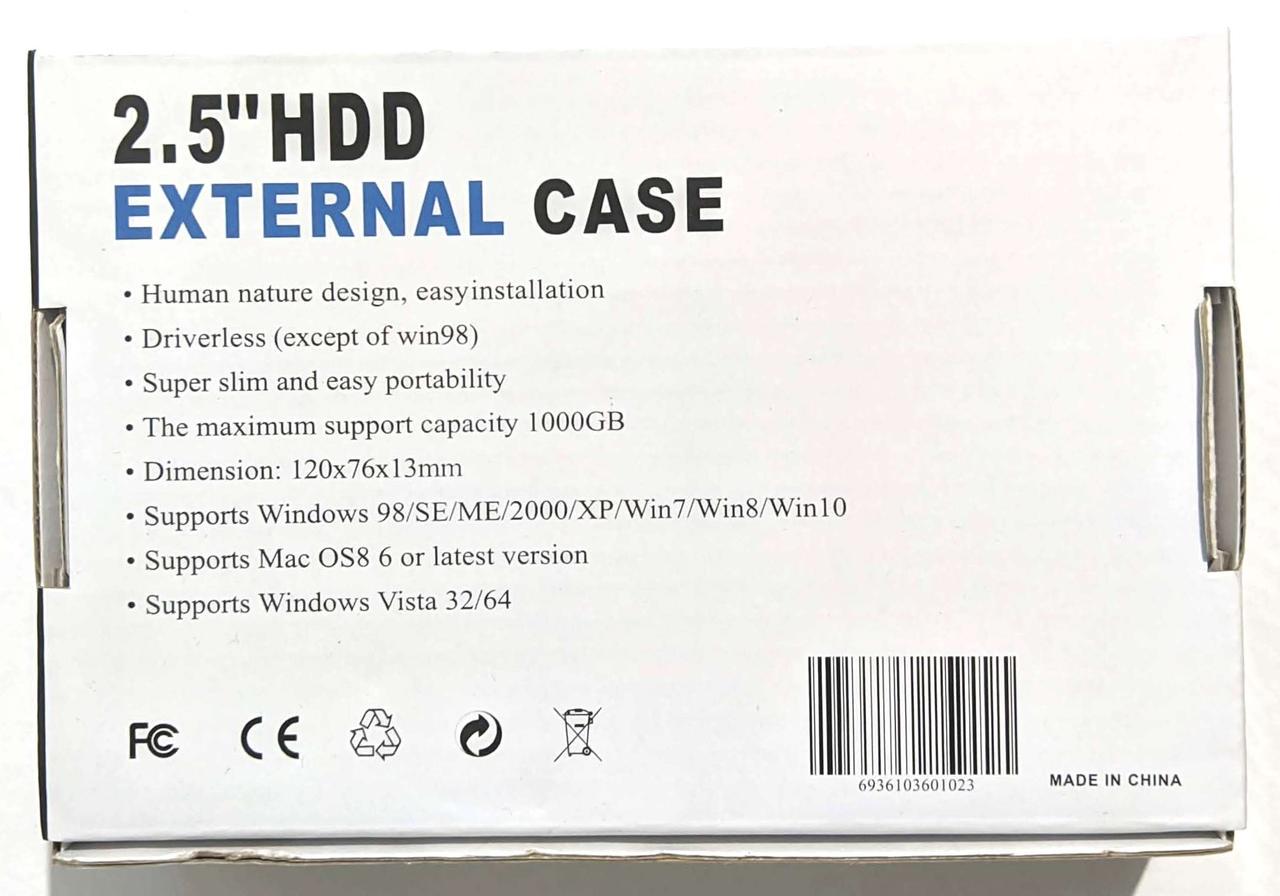 2.5"HDD
EXTERNAL CASE
• Human nature design, easyinstallation
• Driverless (except of win98)
• Super slim and easy portability
• The maximum support capacity 1000GB
• Dimension: 120x76x13mm
• Supports Windows 98/SE/ME/2000/XP/Win7/Win8/Win10
• Supports Mac OS8 6 or latest version
• Supports Windows Vista 32/64
FC CE
6936103601023
MADE IN CHINA